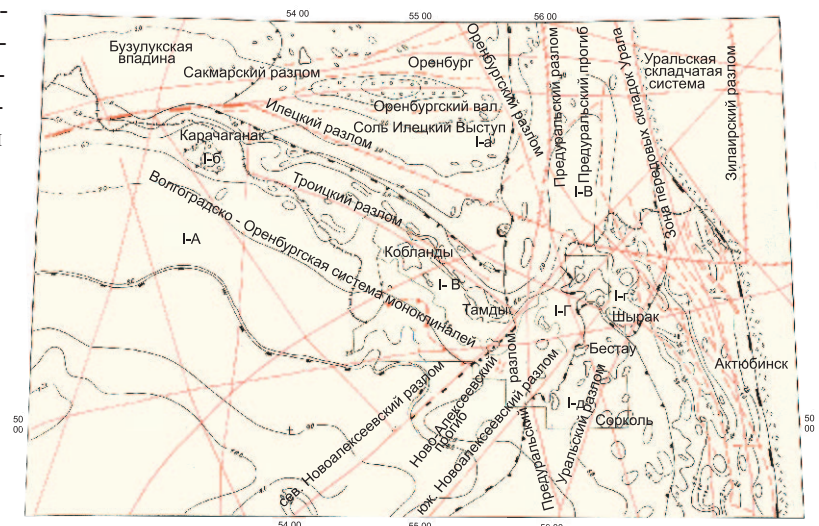 54 00
55 00
56 00
Бузулукская
впадина
Сакмарский разлом
Оренбург
Оренбургский разлом
Предуральский разлом
Предуральский прогиб
Зона передовых складок Урала
Уральская
складчатая
система
Зилаирский разлом
Оренбургский вал
Илецкий разлом
Соль Илецкий Выступ
I-а
Карачаганак
I-б
Троицкий разлом
I-В
Волгоградско - Оренбургская система моноклиналей
I-А
Кобланды
I- В
Тамды
I-Г
I-г
Шырак
Бестау
Актюбинск
I-д
Сорколь
сев. Новоалексеевский разлом
Ново-Алексеевский
прогиб
юж. Новоалексеевский разлом
Предуральский
разлом
Уральский разлом
50
00
50
00
54 00
55 00